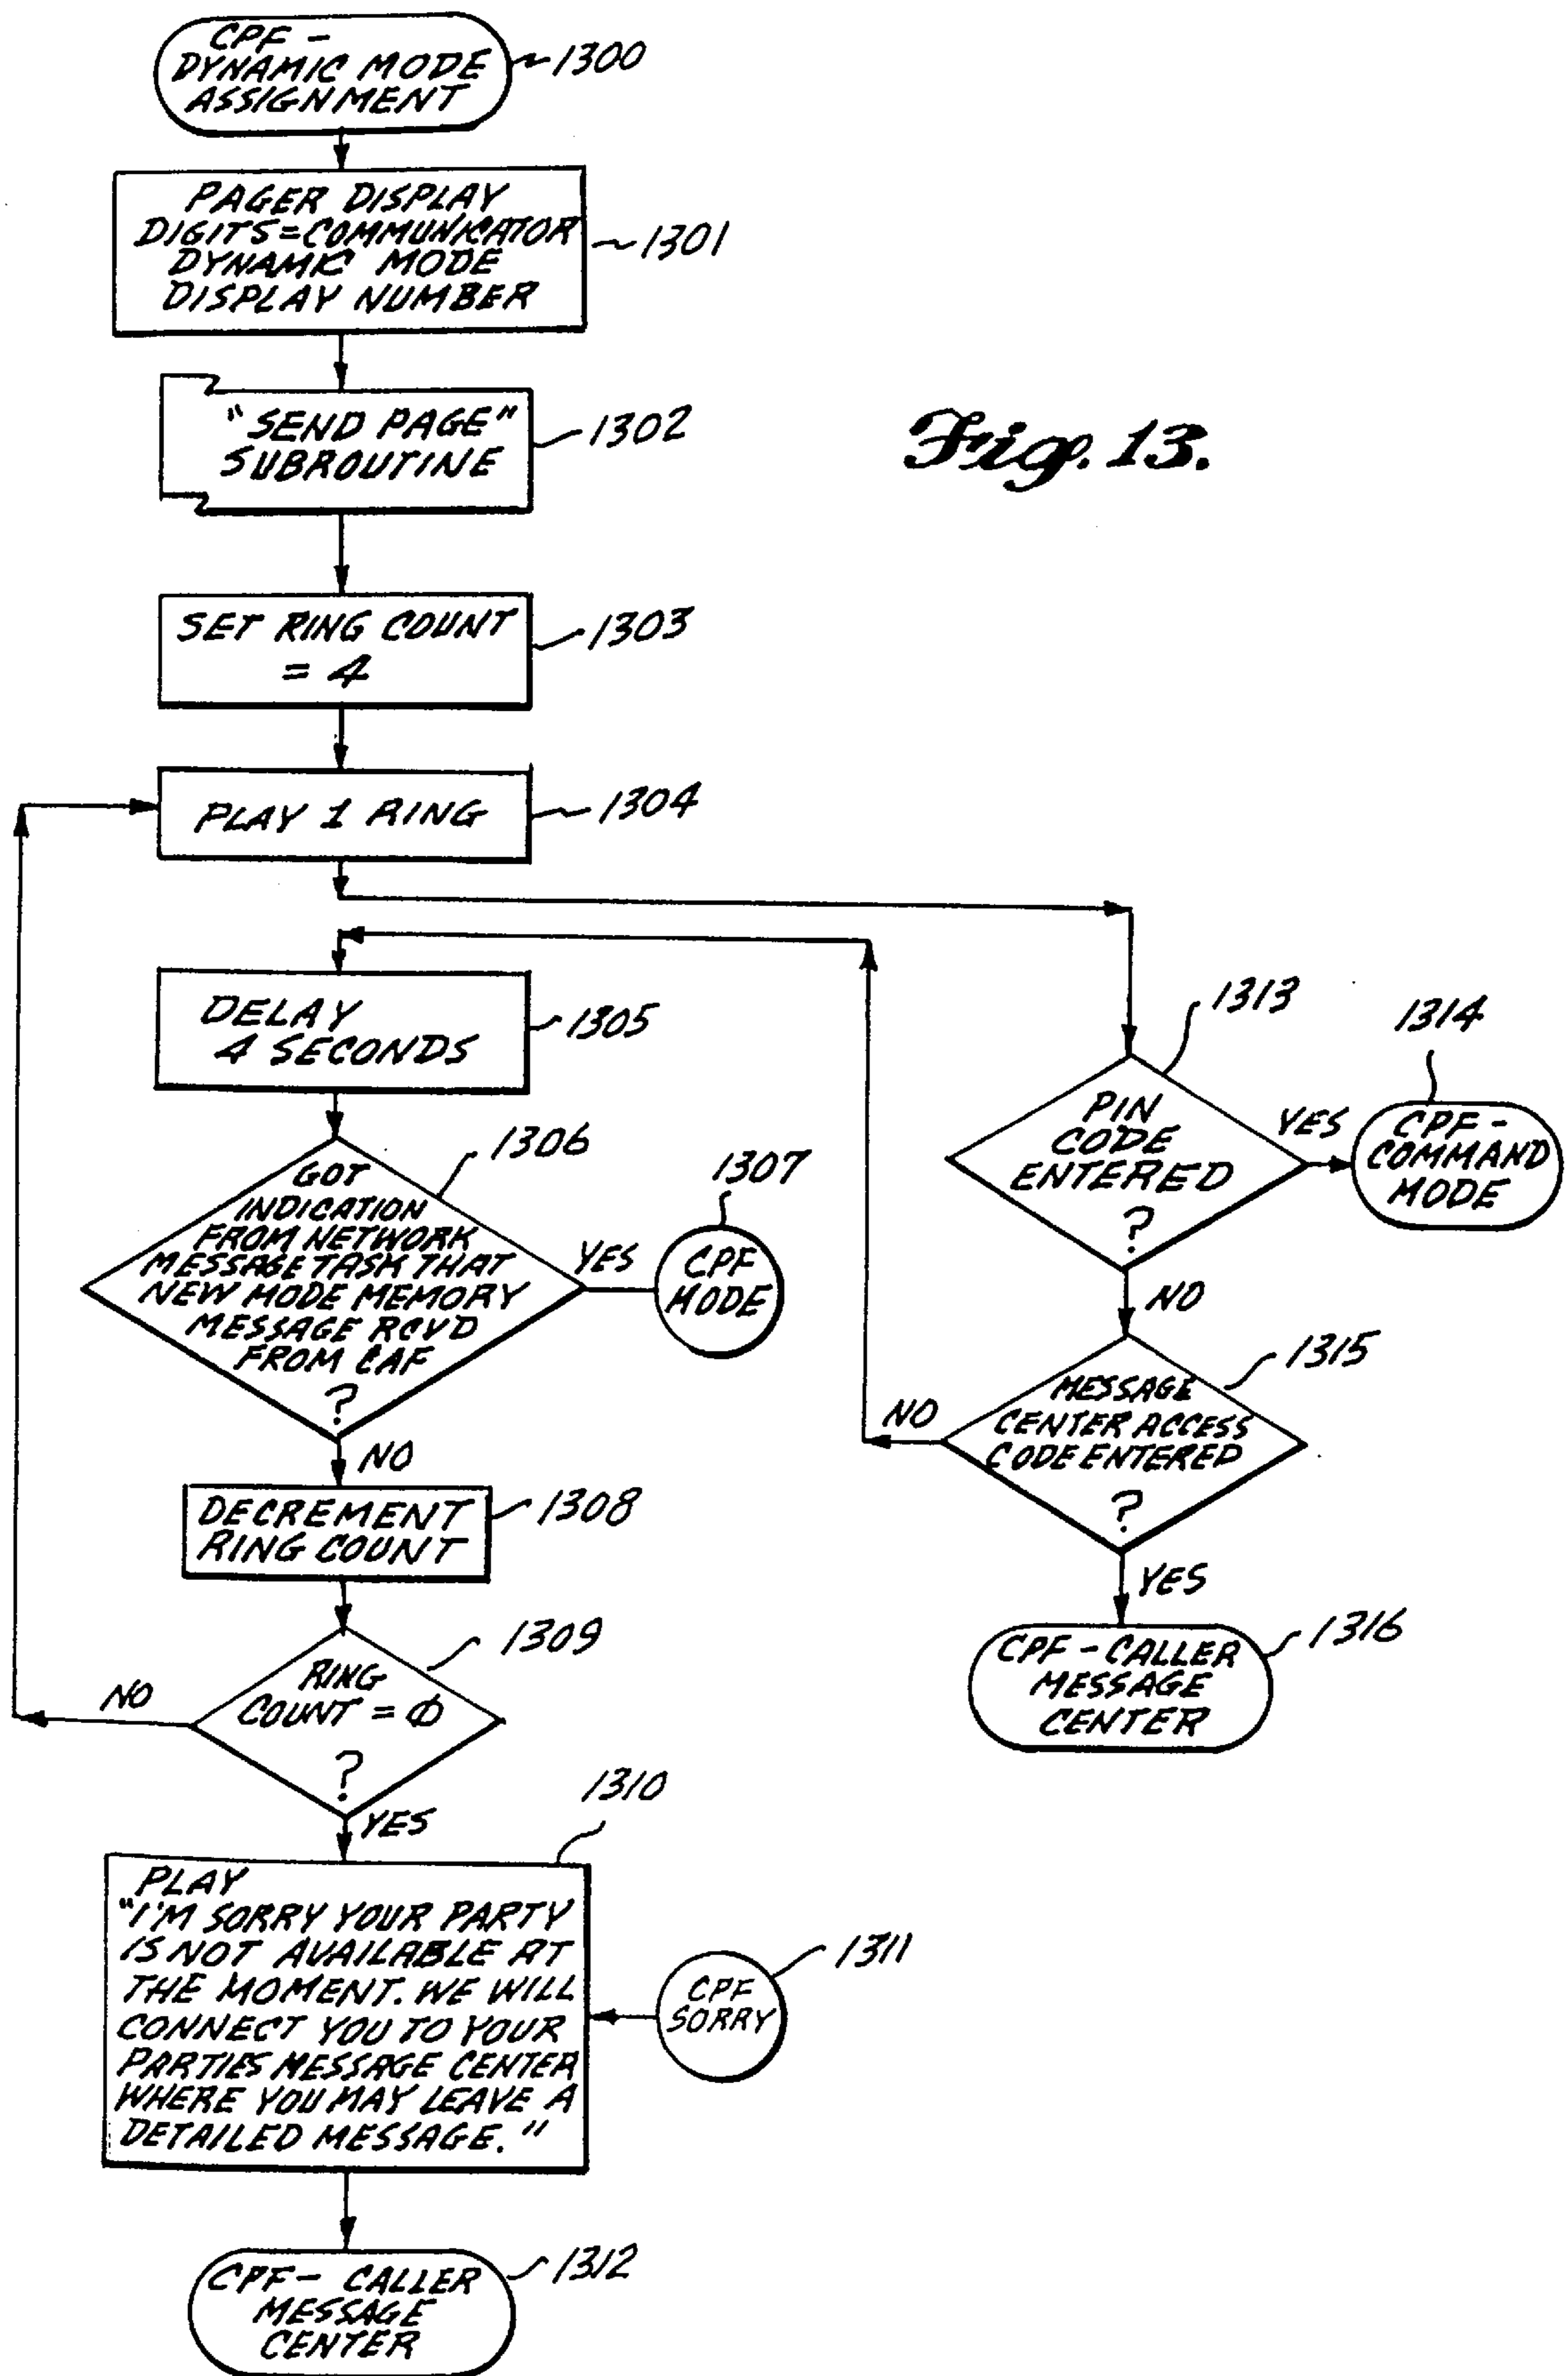 CPF -
DYNAMIC MODE
ASSIGNMENT
1300
PAGER DISPLAY
DIGITS=COMMUNICATOR
DYNAMIC MODE
DISPLAY NUMBER
1301
"SEND PAGE"
SUBROUTINE
1302
Fig. 13.
SET RING COUNT
= 4
1303
PLAY 1 RING
1304
DELAY
4 SECONDS
1305
1313
PIN
CODE
ENTERED
?
YES
1314
CPF -
COMMAND
MODE
NO
1306
GOT
INDICATION
FROM NETWORK
MESSAGE TASK THAT
NEW MODE MEMORY
MESSAGE RCVD
FROM CAF
?
YES
1307
CPF
MODE
NO
1315
MESSAGE
CENTER ACCESS
CODE ENTERED
?
NO
YES
1316
CPF - CALLER
MESSAGE
CENTER
DECREMENT
RING COUNT
1308
1309
RING
COUNT = Ø
?
NO
YES
1310
PLAY
"I'M SORRY YOUR PARTY
IS NOT AVAILABLE AT
THE MOMENT. WE WILL
CONNECT YOU TO YOUR
PARTIES MESSAGE CENTER
WHERE YOU MAY LEAVE A
DETAILED MESSAGE."
1311
CPF
SORRY
CPF - CALLER
MESSAGE
CENTER
1312